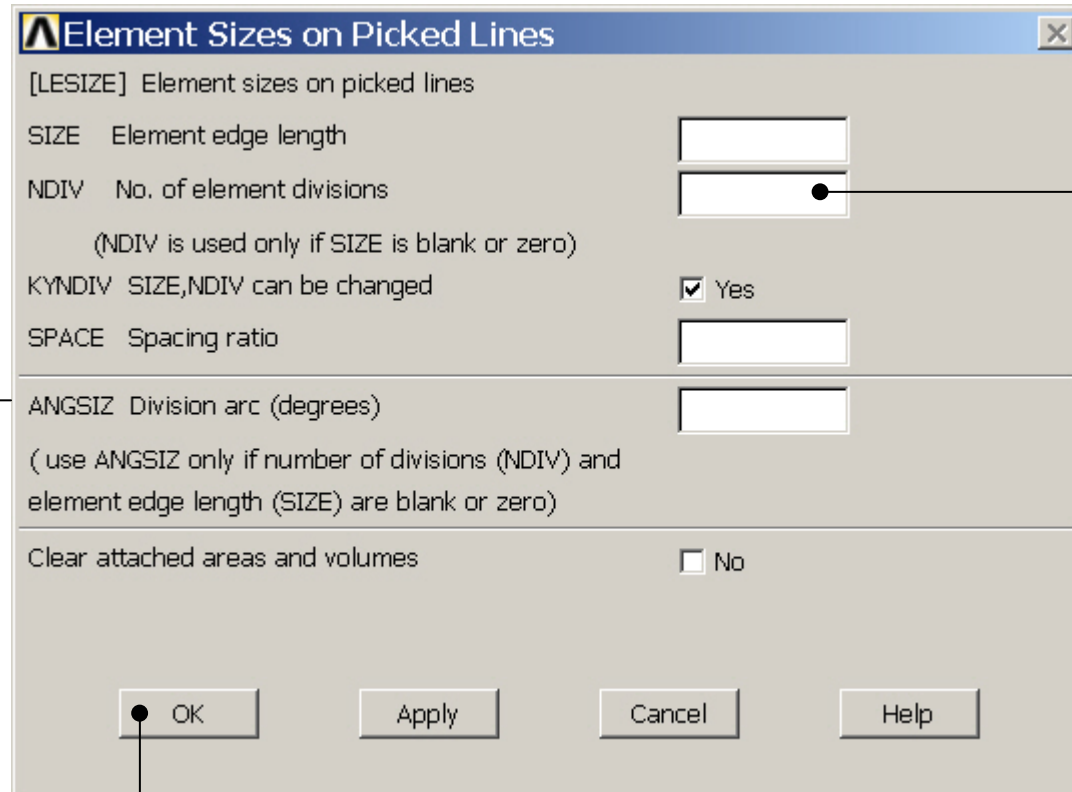 Element Sizes on Picked Lines
[LESIZE] Element sizes on picked lines
SIZE Element edge length
NDIV No. of element divisions
(NDIV is used only if SIZE is blank or zero)
KYNDIV SIZE,NDIV can be changed Yes
SPACE Spacing ratio
ANGSIZ Division arc (degrees)
( use ANGSIZ only if number of divisions (NDIV) and
element edge length (SIZE) are blank or zero)
Clear attached areas and volumes No
OK Apply Cancel Help